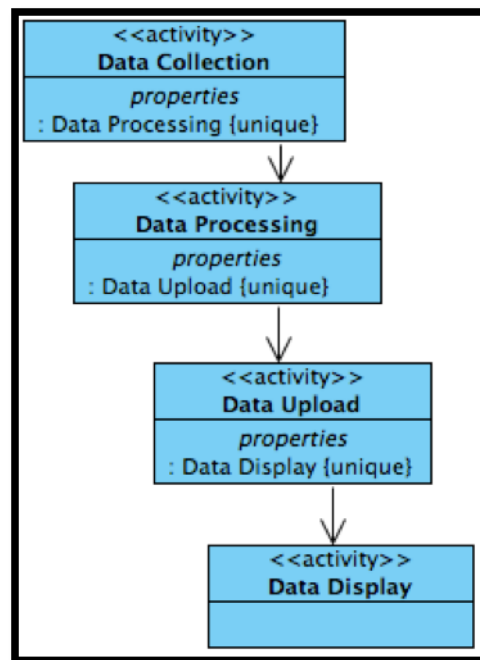 <<activity>>
Data Collection
properties
: Data Processing {unique}
<<activity>>
Data Processing
properties
: Data Upload {unique}
<<activity>>
Data Upload
properties
: Data Display {unique}
<<activity>>
Data Display